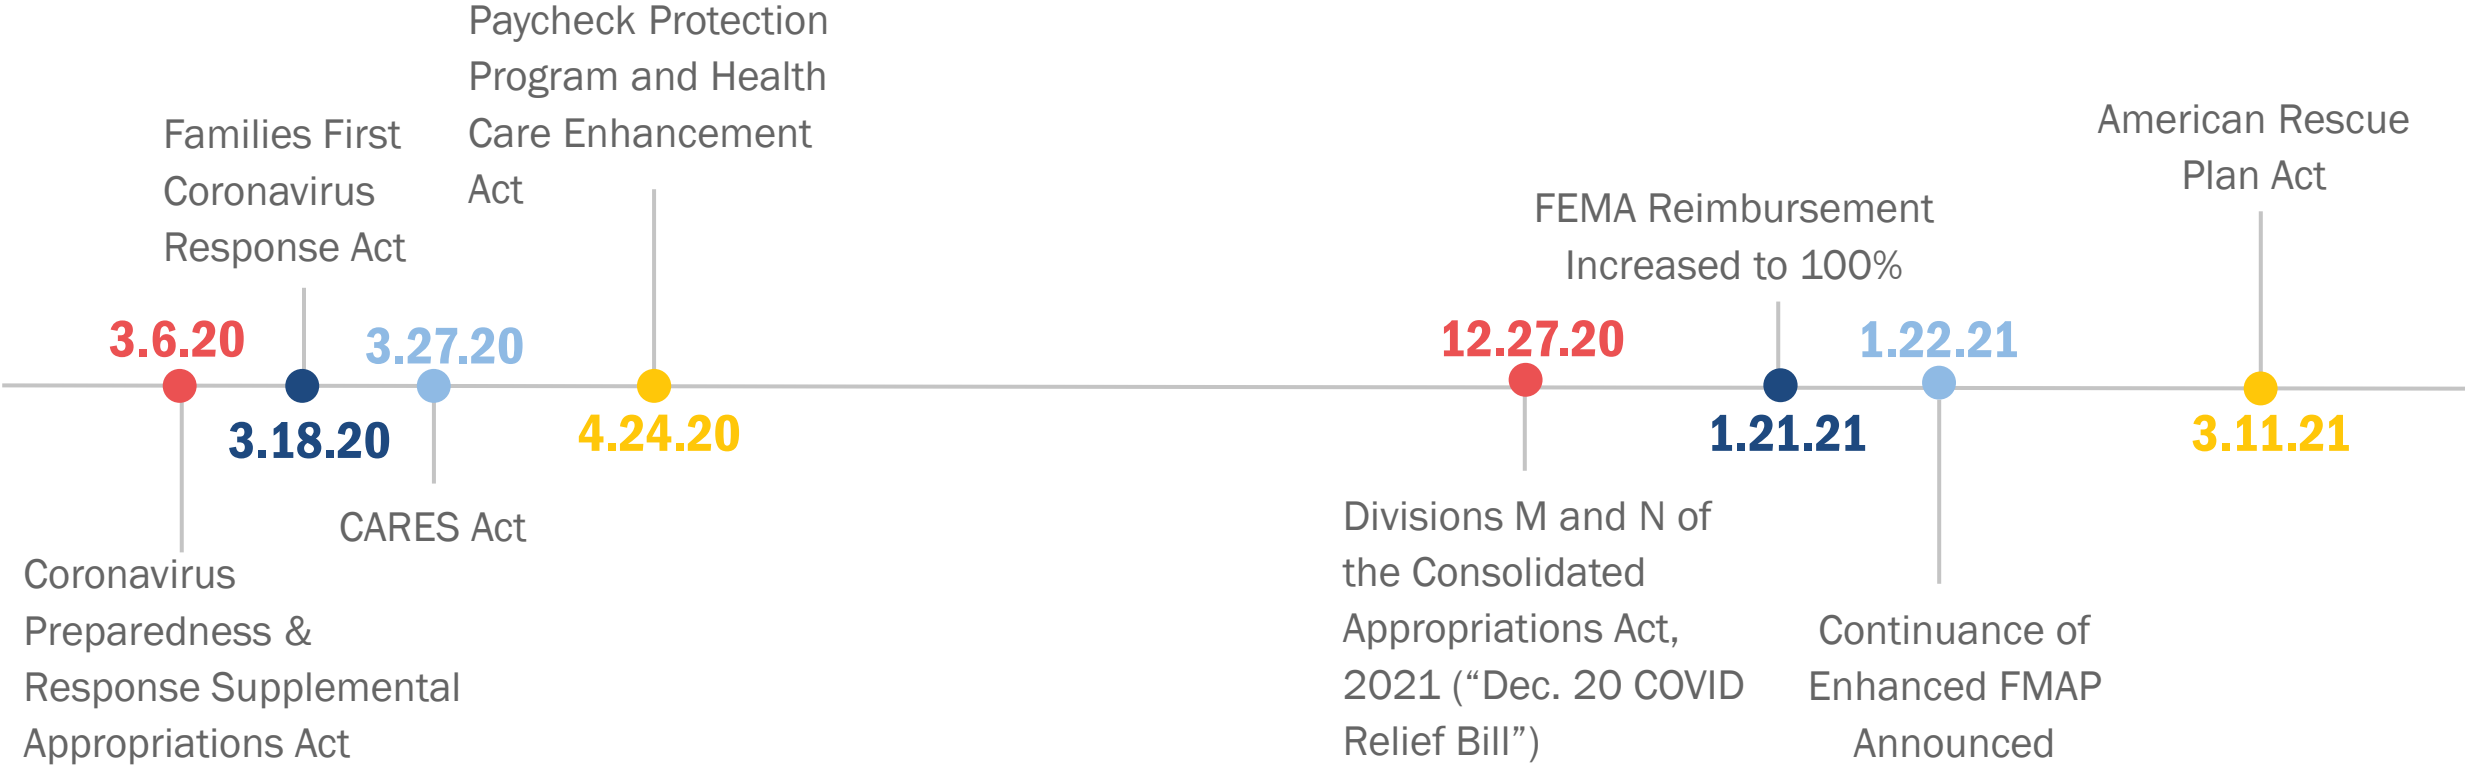 Paycheck Protection
Program and Health
Care Enhancement
Act
Families First
Coronavirus
Response Act
American Rescue
Plan Act
FEMA Reimbursement
Increased to 100%
3.6.20
3.27.20
12.27.20
1.22.21
3.18.20
4.24.20
1.21.21
3.11.21
CARES Act
Coronavirus
Preparedness &
Response Supplemental
Appropriations Act
Divisions M and N of
the Consolidated
Appropriations Act,
2021 (“Dec. 20 COVID
Relief Bill”)
Continuance of
Enhanced FMAP
Announced